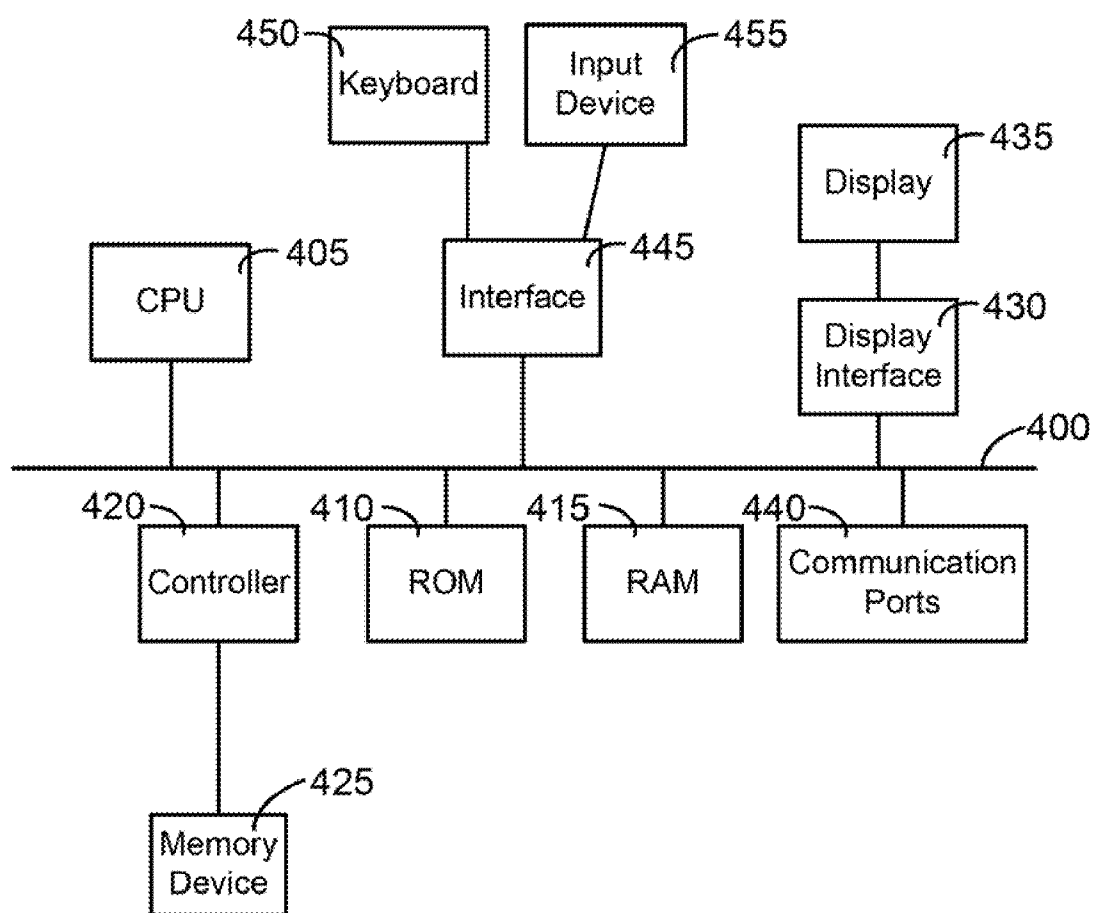 450
Keyboard
455
Input
Device
435
Display
405
CPU
445
Interface
430
Display
Interface
400
420
Controller
410
ROM
415
RAM
440
Communication
Ports
425
Memory
Device